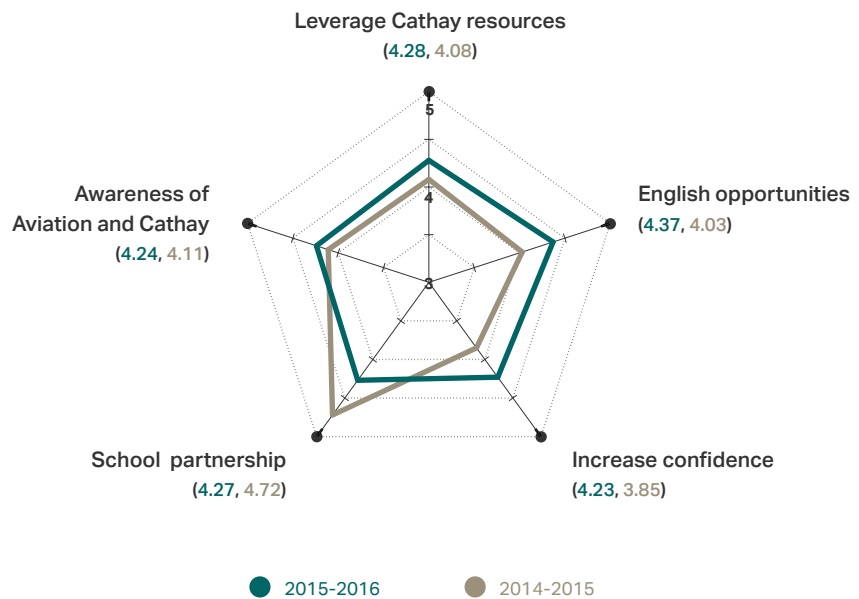 Leverage Cathay resources
(4.28, 4.08)
5
4
3
Awareness of
Aviation and Cathay
(4.24, 4.11)
English opportunities
(4.37, 4.03)
School partnership
(4.27, 4.72)
Increase confidence
(4.23, 3.85)
2015-2016
2014-2015